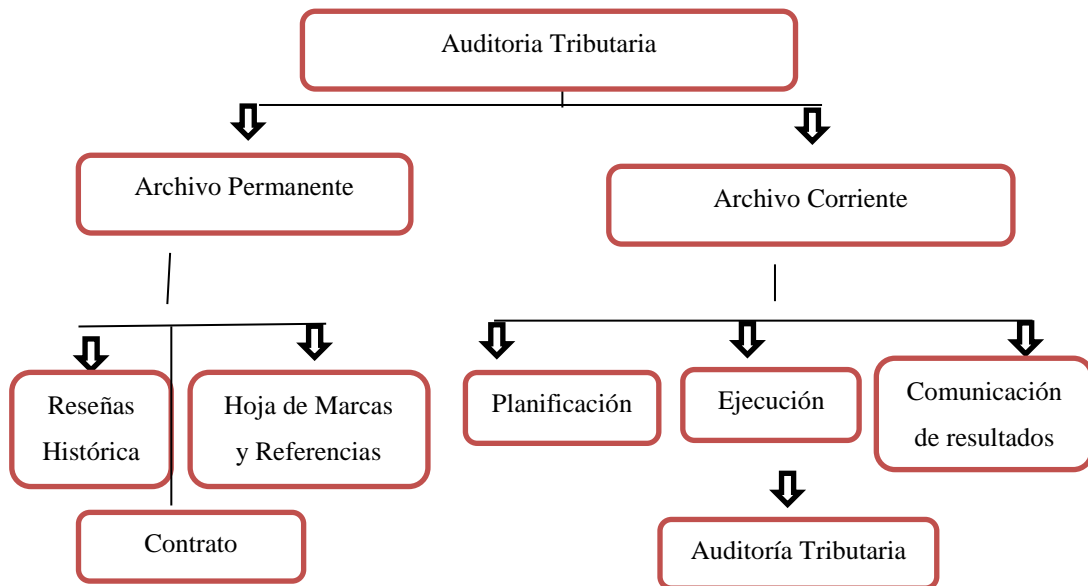 Auditoria Tributaria
Archivo Permanente
Archivo Corriente
Reseñas
Histórica
Hoja de Marcas
y Referencias
Planificación
Ejecución
Comunicación
de resultados
Contrato
Auditoría Tributaria